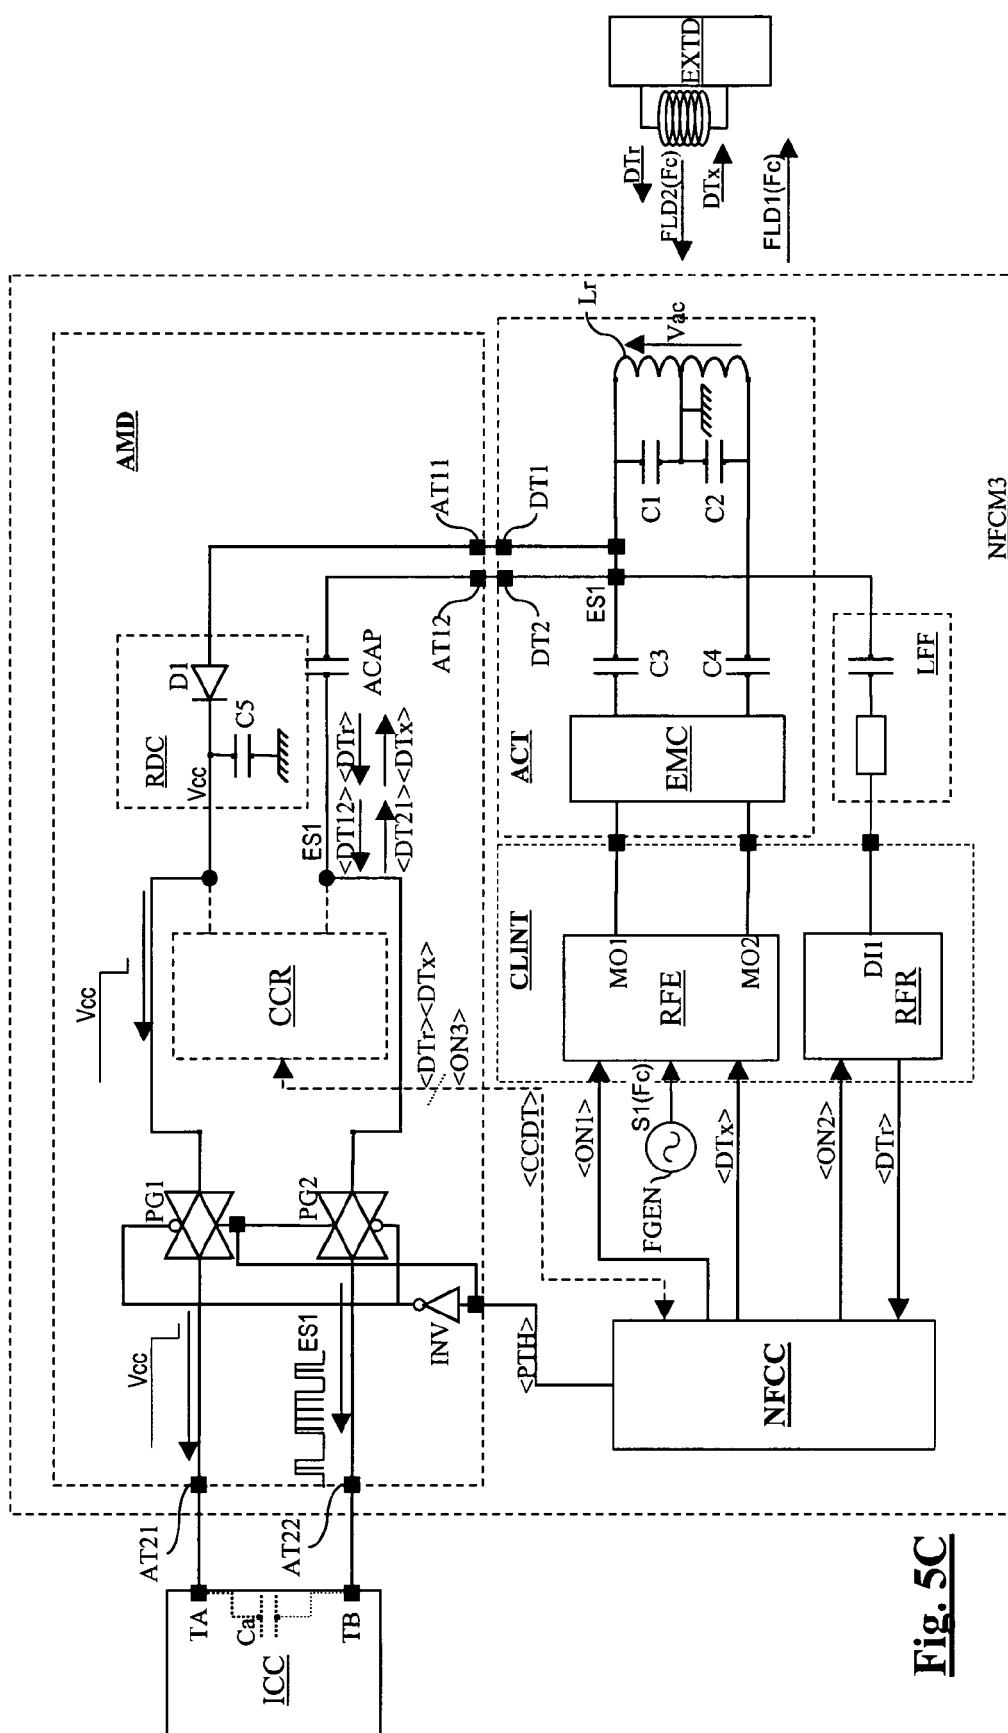 AMD
RDC
D1
C5
Vcc
Vcc
CCR
ES1
ACAP
<DT12><DTr>
<DT21><DTx>
<DTr><DTx>
<ON3>
AT11
AT12
DT1
DT2
PG1
PG2
INV
Vcc
ES1
AT21
AT22
TA
TB
Ca
ICC
<PTH>
<CCDT>
<ON1>
S1(Fc)
FGEN
<DTx>
<ON2>
<DTr>
NFCC
CLINT
MO1
RFE
MO2
DI1
RFR
ACT
EMC
ES1
C3
C4
C1
C2
Lr
Vac
LFF
NFCM3
DTr
FLD2(Fc)
DTx
FLD1(Fc)
EXTD
Fig. 5C